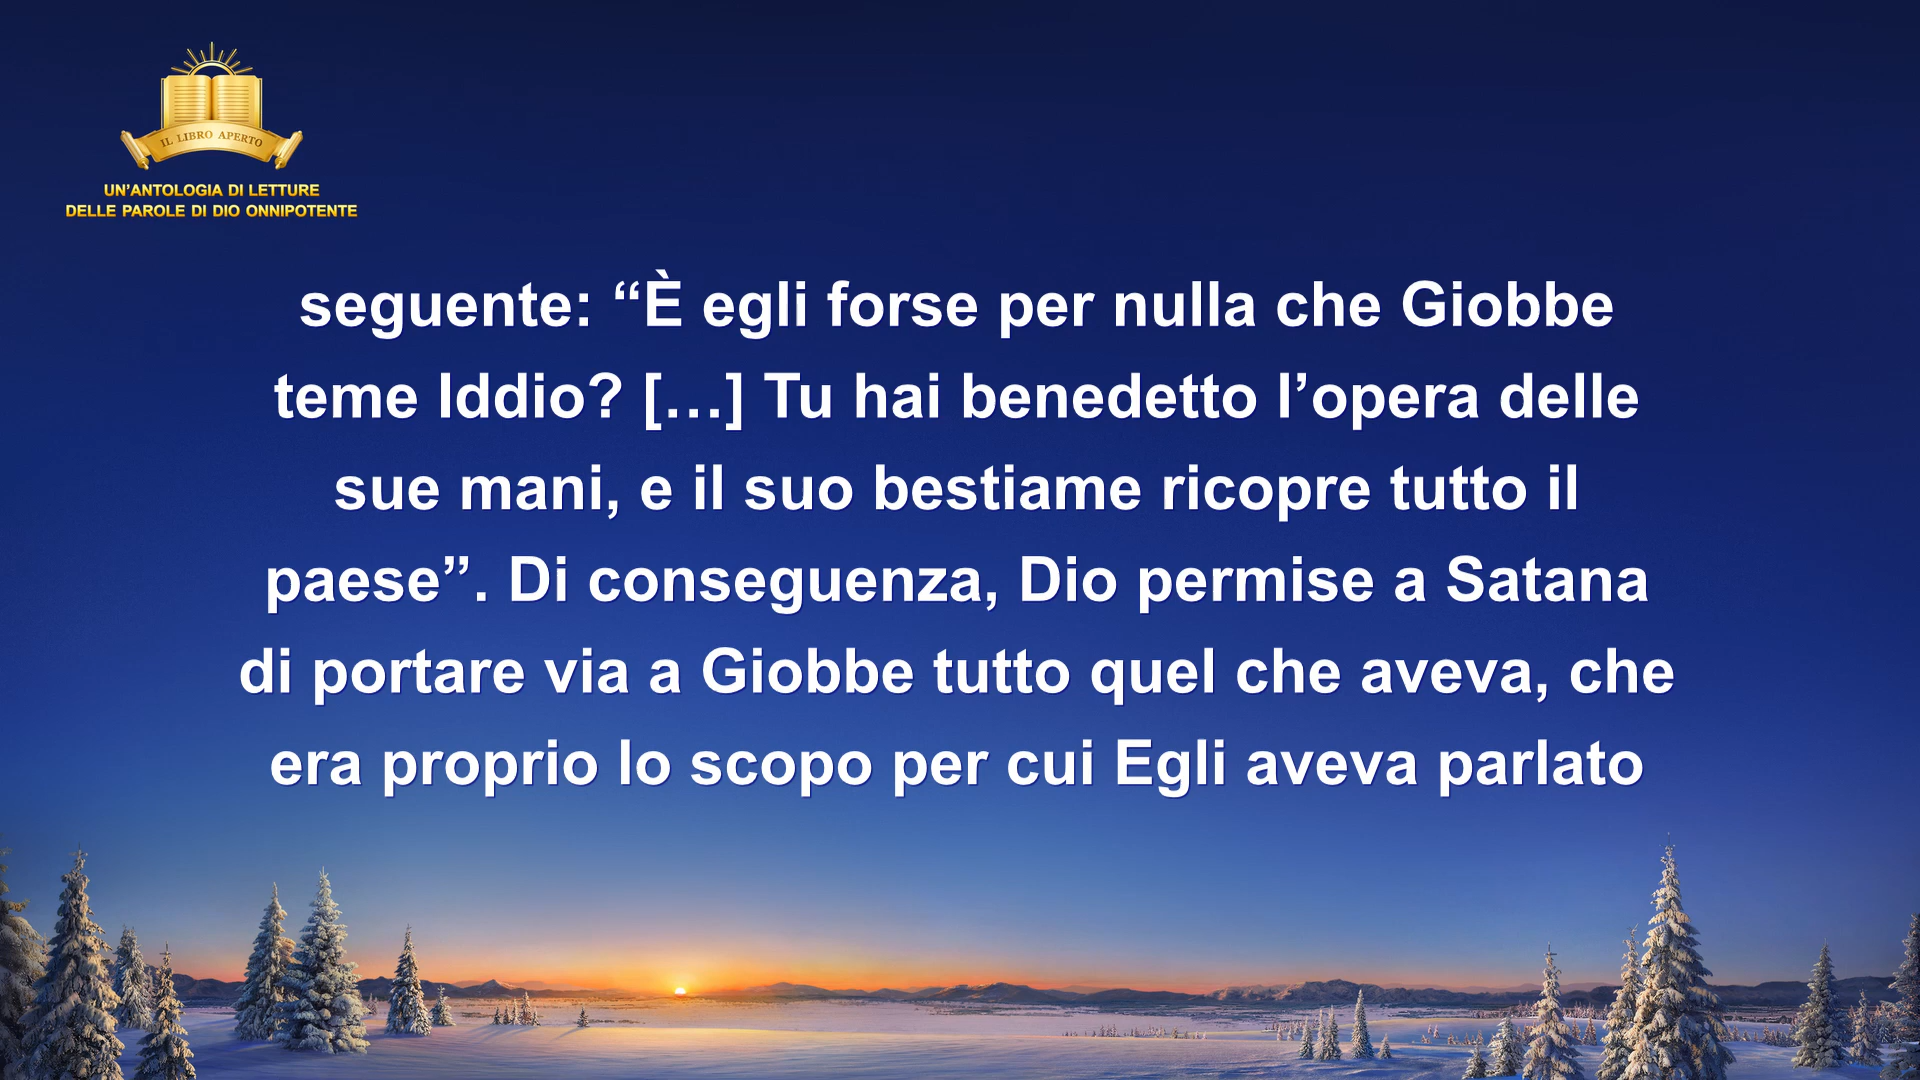 IL LIBRO APERTO
UN’ANTOLOGIA DI LETTURE
DELLE PAROLE DI DIO ONNIPOTENTE
seguente: “È egli forse per nulla che Giobbe
teme Iddio? […] Tu hai benedetto l’opera delle
sue mani, e il suo bestiame ricopre tutto il
paese”. Di conseguenza, Dio permise a Satana
di portare via a Giobbe tutto quel che aveva, che
era proprio lo scopo per cui Egli aveva parlato